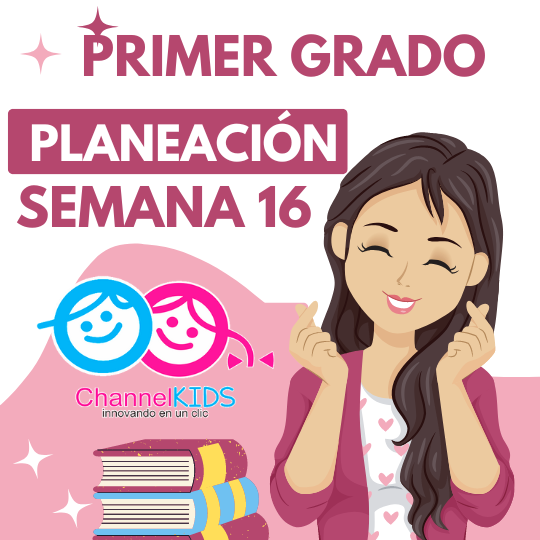 PRIMER GRADO
PLANEACIÓN
SEMANA 16
ChannelKIDS
innovando en un clic